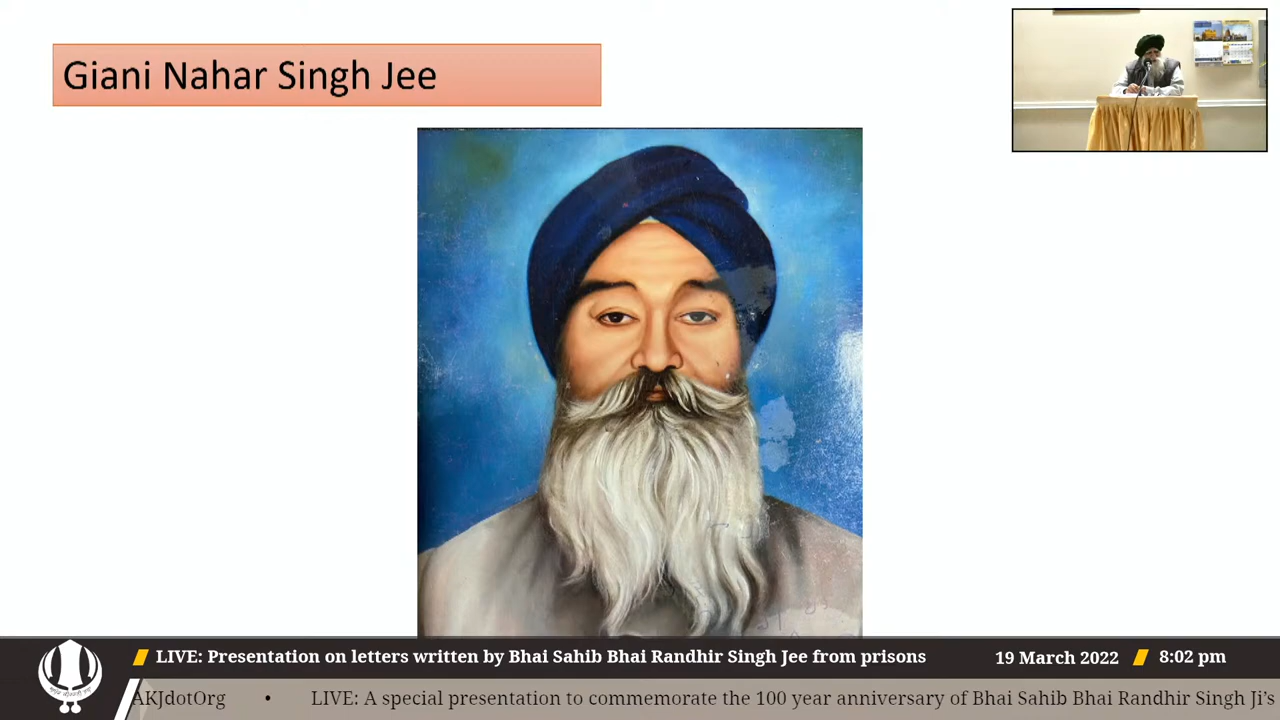 Giani Nahar Singh Jee
LIVE: Presentation on letters written by Bhai Sahib Bhai Randhir Singh Jee from prisons
19 March 2022
8:02 pm
AKJdotOrg • LIVE: A special presentation to commemorate the 100 year anniversary of Bhai Sahib Bhai Randhir Singh Ji's